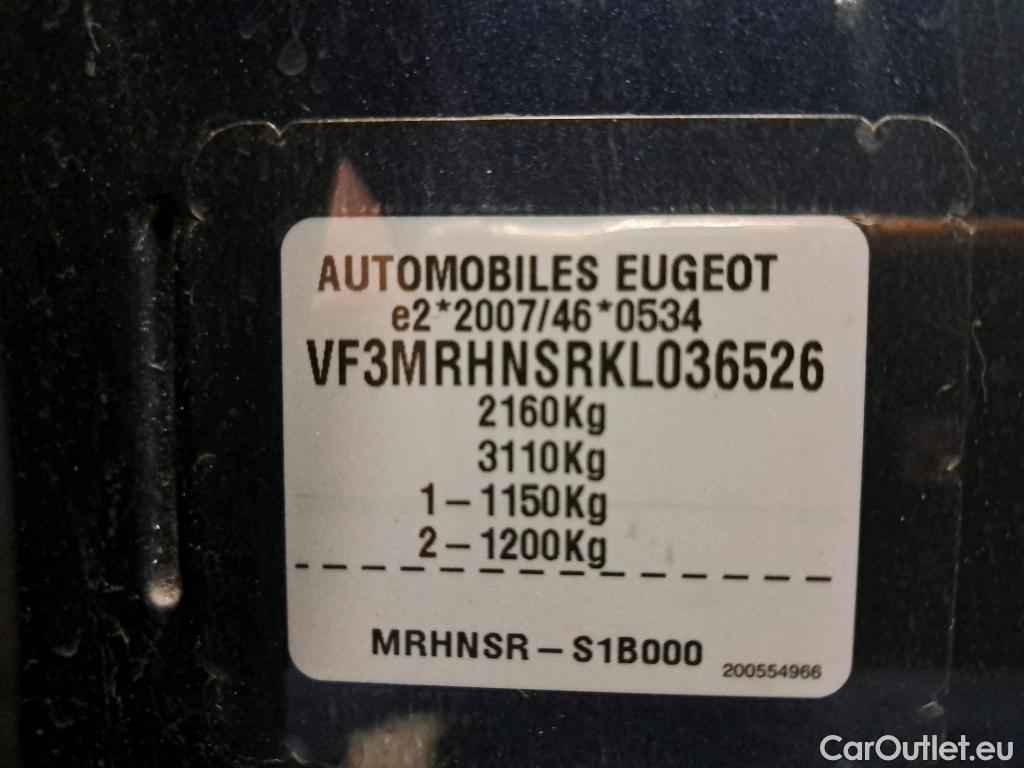 AUTOMOBILES EUGEOT
e2*2007/46*0534
VF3MRHNSRKL036526
2160Kg
3110Kg
1-1150Kg
2-1200Kg
MRHNSR-S1B000
200554966
CarOutlet.eu